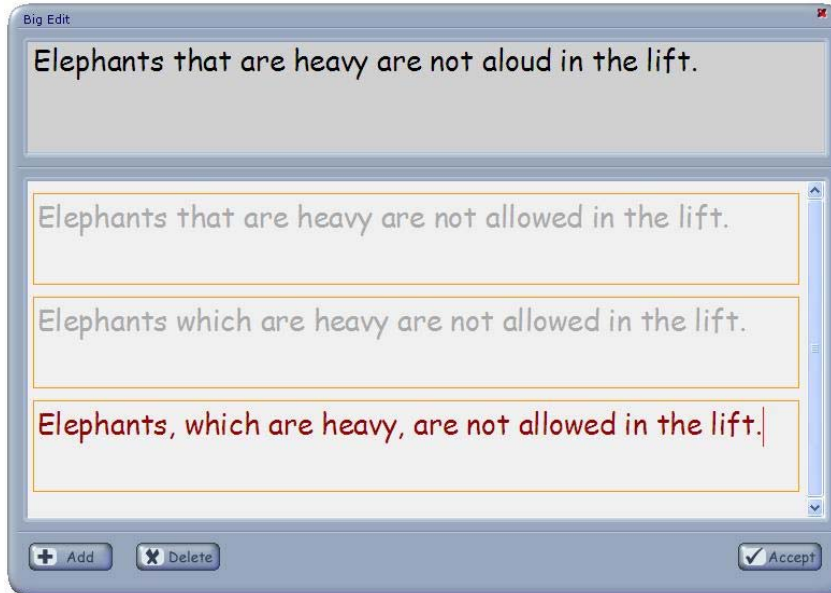 Big Edit
Elephants that are heavy are not aloud in the lift.
Elephants that are heavy are not allowed in the lift.
Elephants which are heavy are not allowed in the lift.
Elephants, which are heavy, are not allowed in the lift.
Add Delete Accept